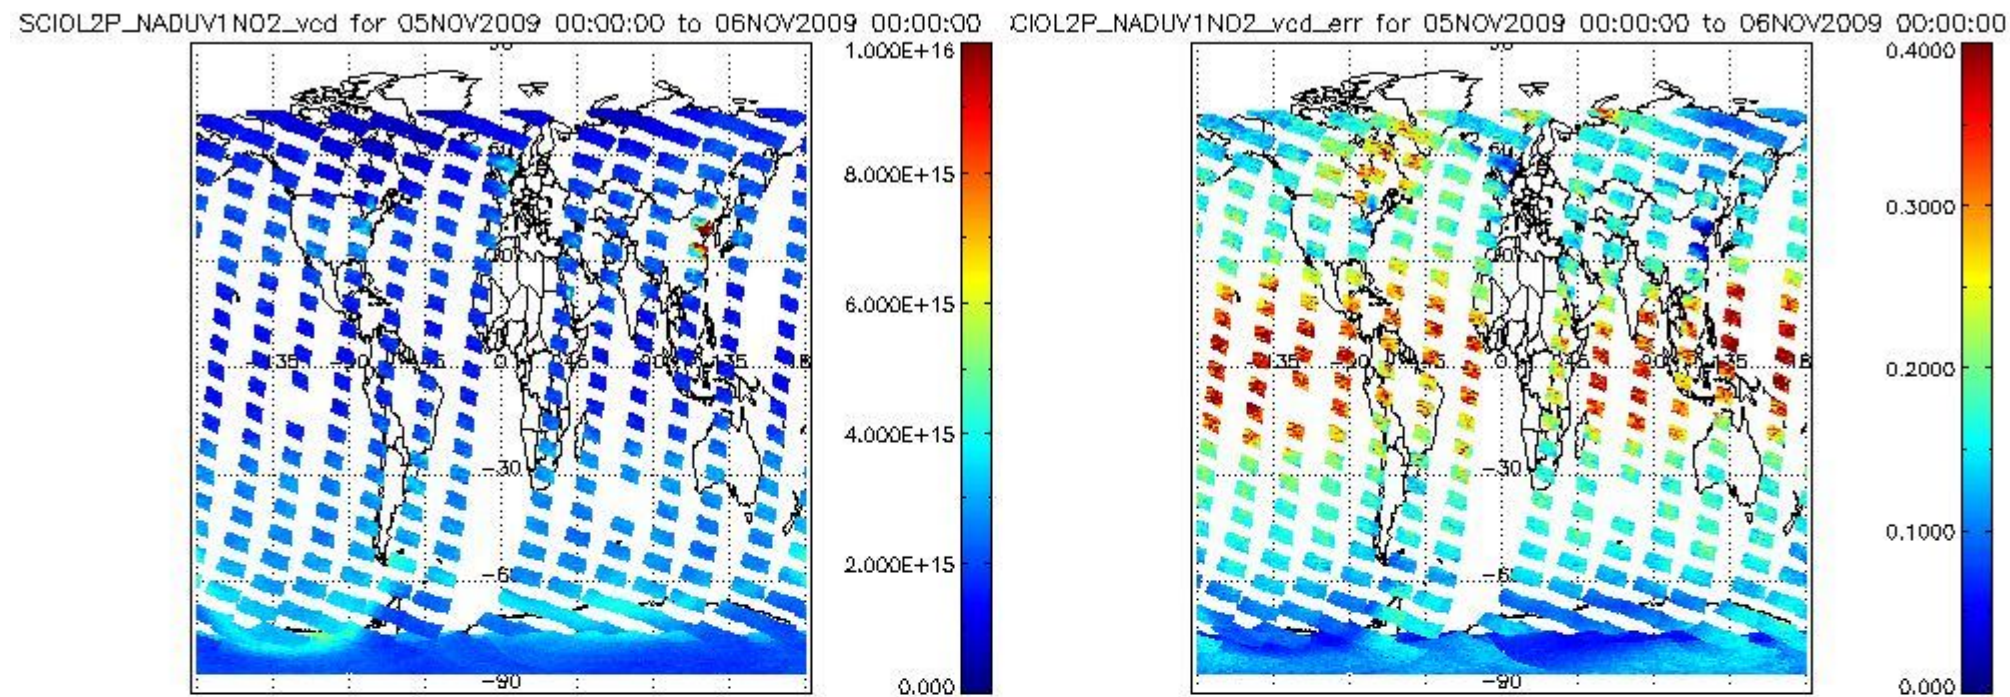 SCIOL2P_NADUV1NO2_vcd for 05NOV2009 00:00:00 to 06NOV2009 00:00:00
CIOL2P_NADUV1NO2_vcd_err for 05NOV2009 00:00:00 to 06NOV2009 00:00:00
1.000E+16
8.000E+15
6.000E+15
4.000E+15
2.000E+15
0.000
0
-30
-90
0.4000
0.3000
0.2000
0.1000
0.000
-30
-90